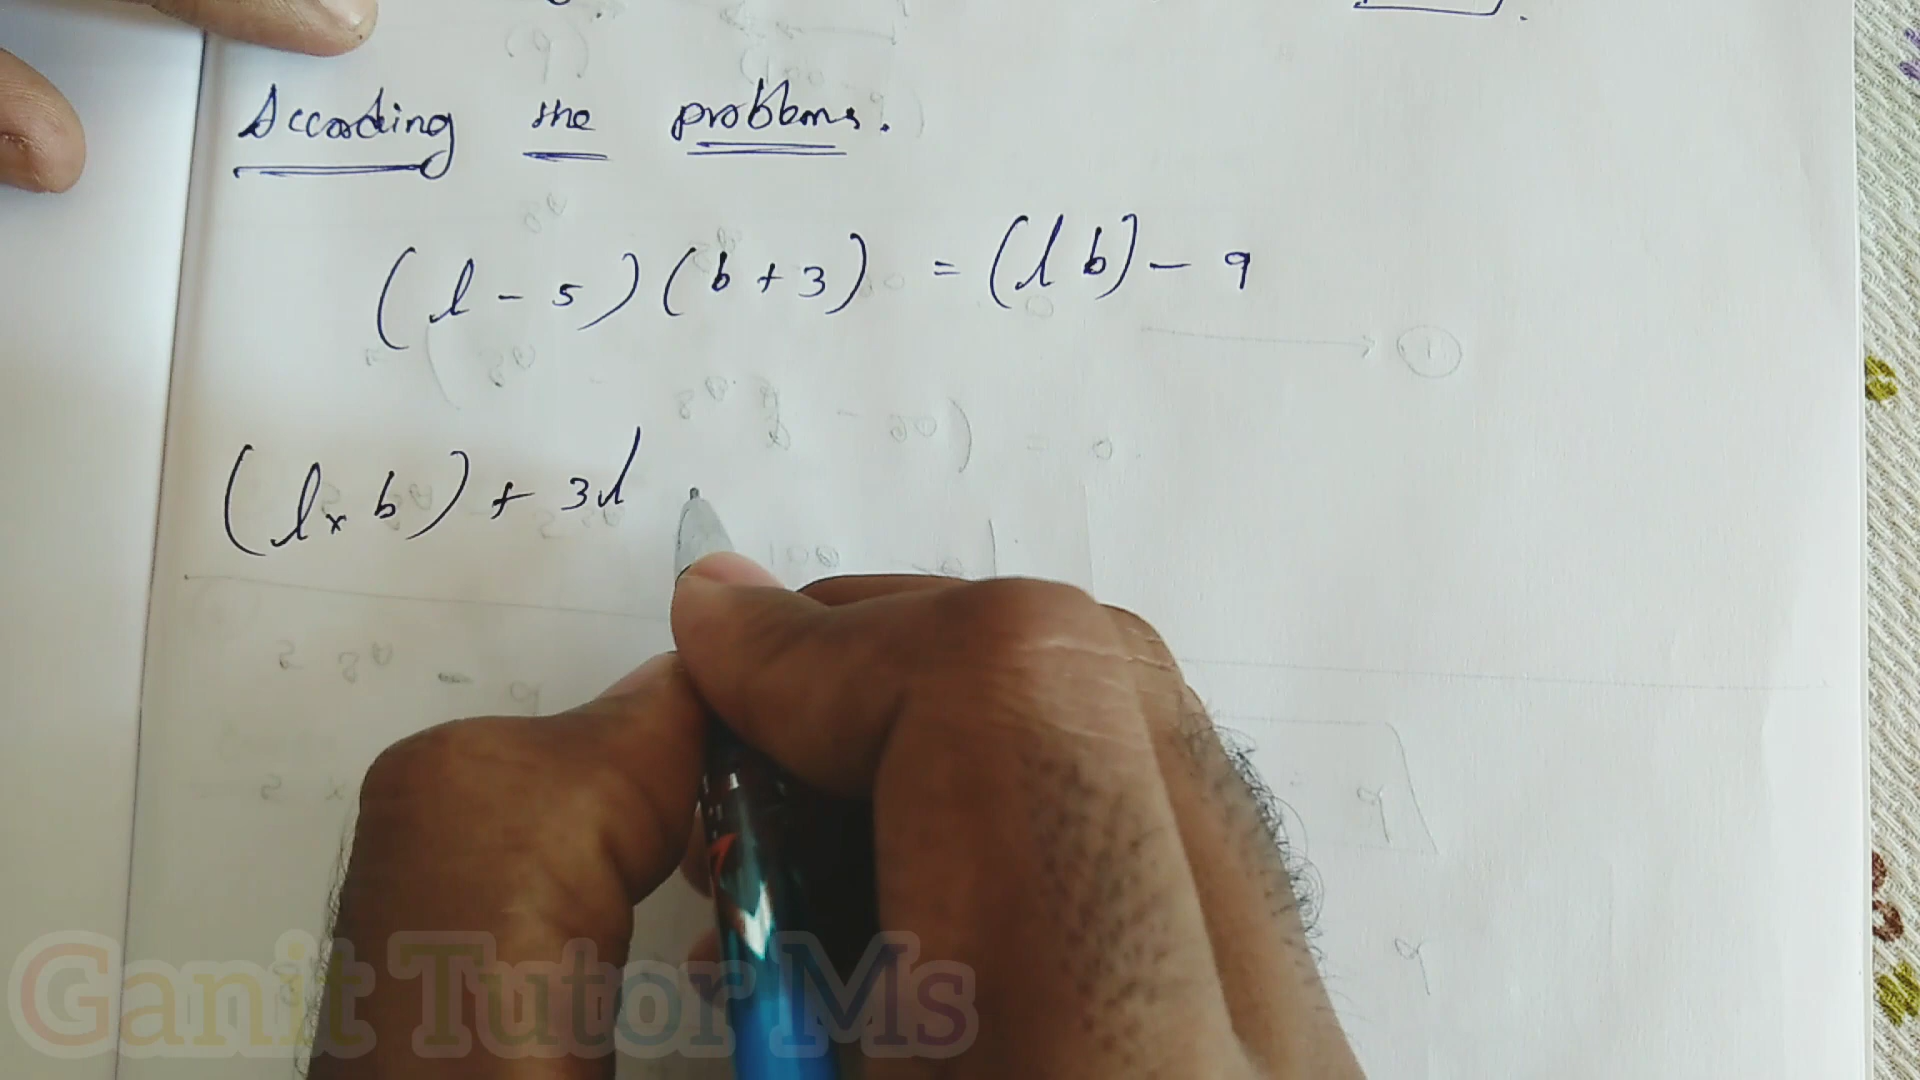 According the problems.
(l - 5) (b + 3) = (l b) - 9
(l × b) + 3l
Ganit Tutor Ms